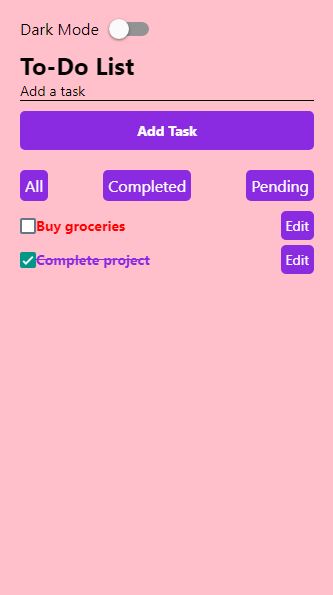 Dark Mode
To-Do List
Add a task
Add Task
All Completed Pending
Buy groceries Edit
Complete project Edit